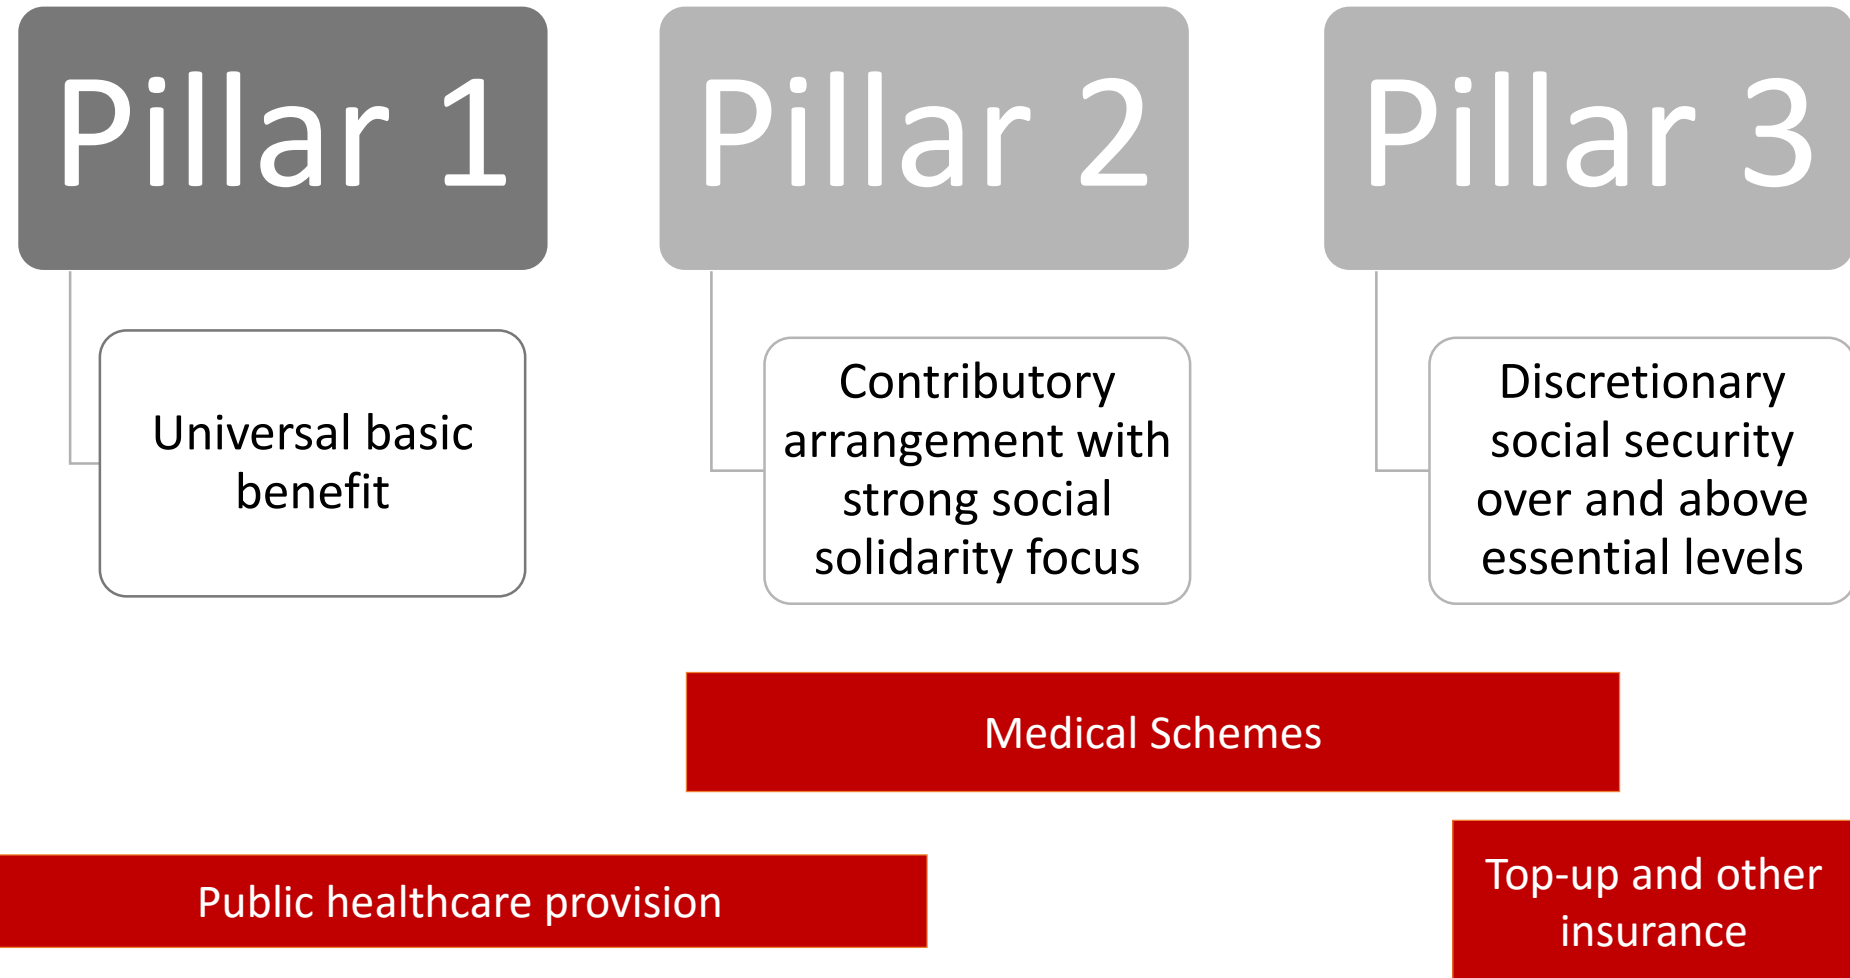 Pillar 1
Pillar 2
Pillar 3
Universal basic
benefit
Contributory
arrangement with
strong social
solidarity focus
Discretionary
social security
over and above
essential levels
Medical Schemes
Public healthcare provision
Top-up and other
insurance